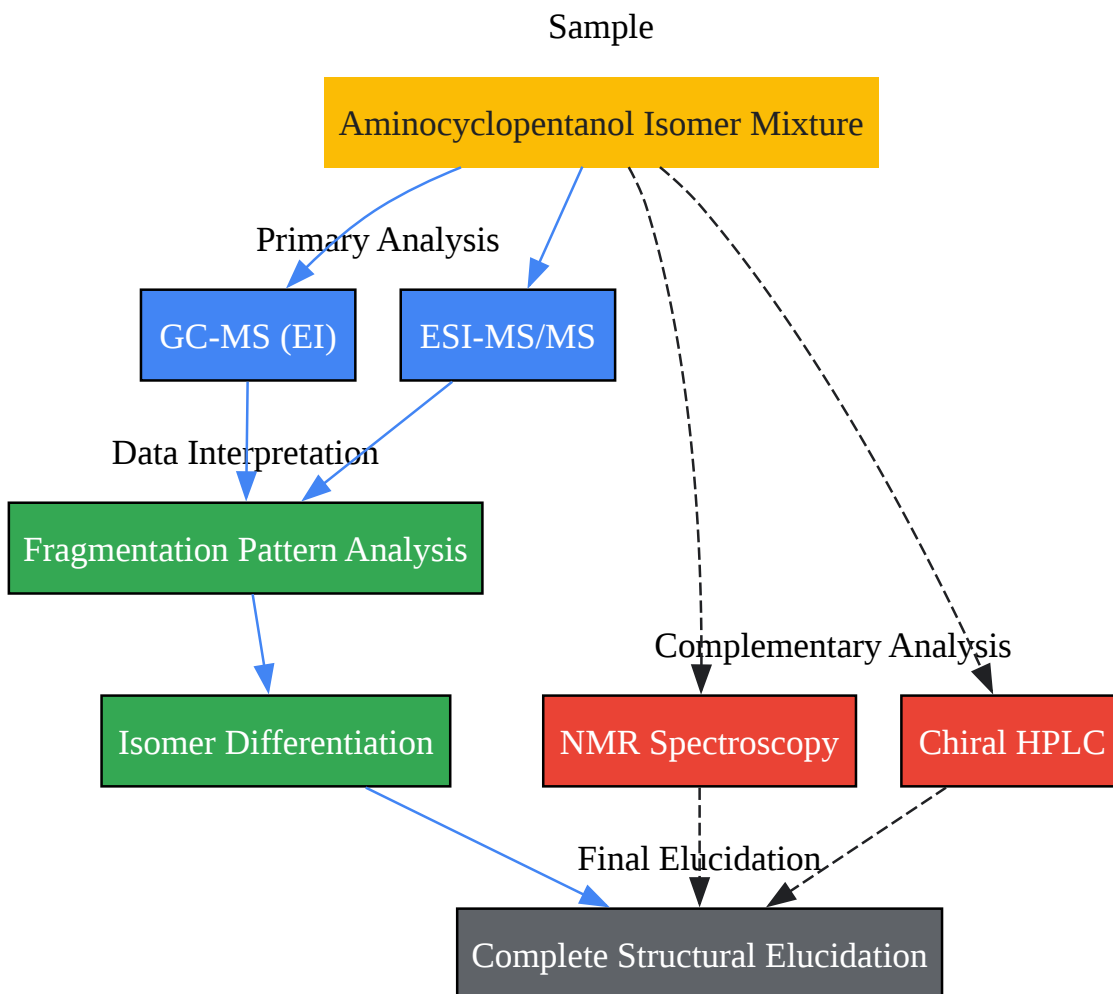 Sample
Aminocyclopentanol Isomer Mixture
Primary Analysis
GC-MS (EI)
ESI-MS/MS
Data Interpretation
Fragmentation Pattern Analysis
Complementary Analysis
Isomer Differentiation
NMR Spectroscopy
Chiral HPLC
Final Elucidation
Complete Structural Elucidation